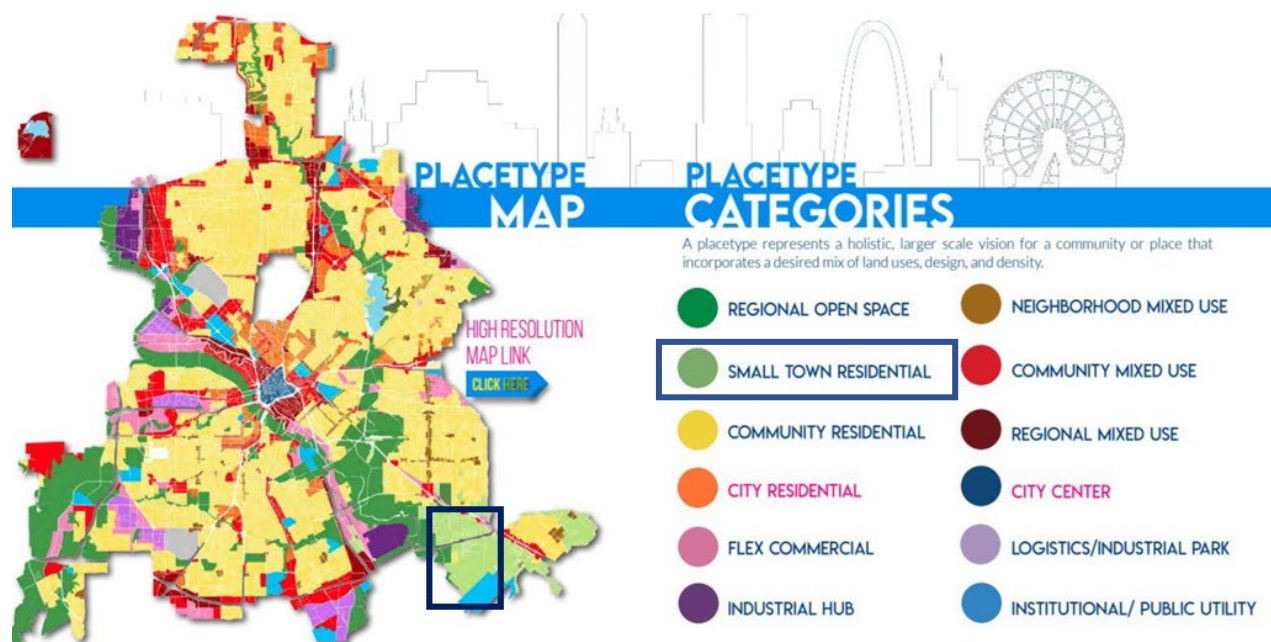 PLACETYPE
MAP
HIGH RESOLUTION
MAP LINK
CLICK HERE
PLACETYPE
CATEGORIES
A placetype represents a holistic, larger scale vision for a community or place that
incorporates a desired mix of land uses, design, and density.
REGIONAL OPEN SPACE
SMALL TOWN RESIDENTIAL
COMMUNITY RESIDENTIAL
CITY RESIDENTIAL
FLEX COMMERCIAL
INDUSTRIAL HUB
NEIGHBORHOOD MIXED USE
COMMUNITY MIXED USE
REGIONAL MIXED USE
CITY CENTER
LOGISTICS/INDUSTRIAL PARK
INSTITUTIONAL/ PUBLIC UTILITY